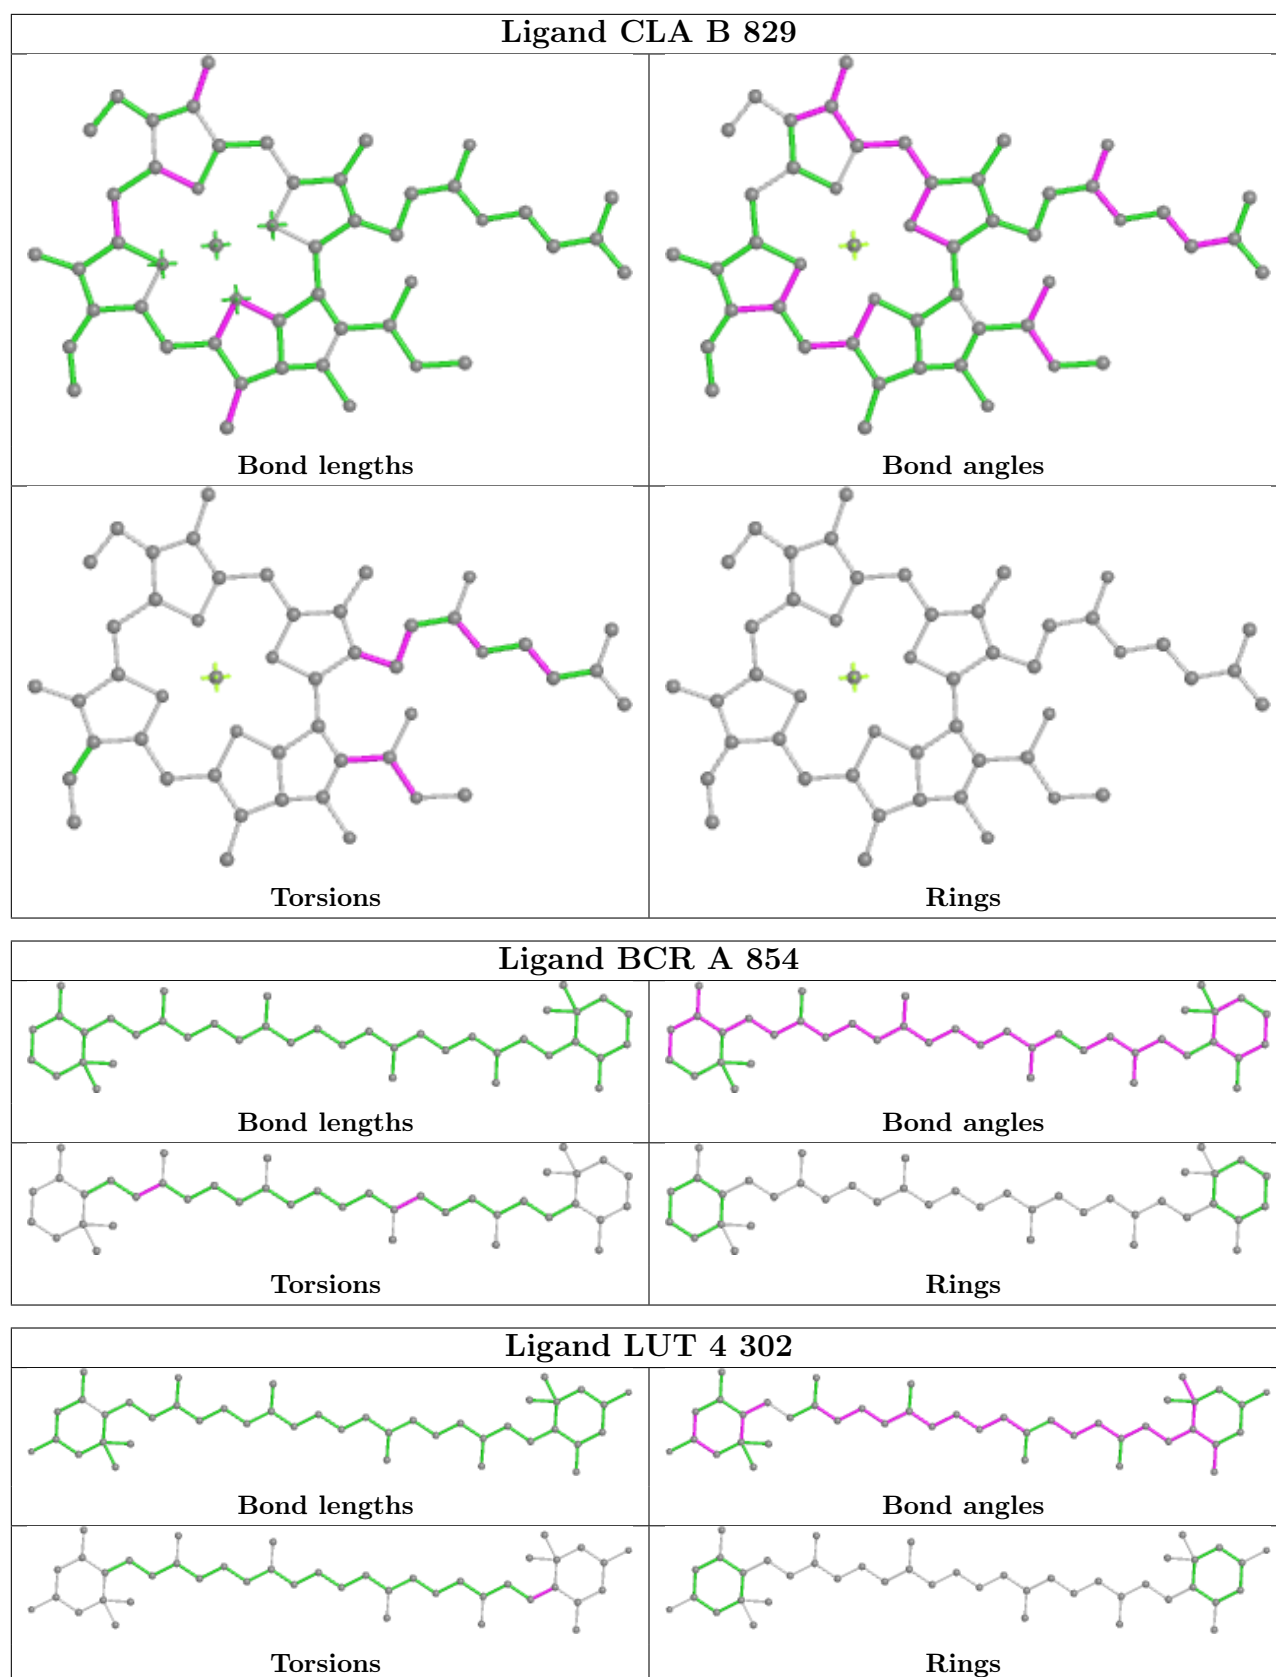 Ligand CLA B 829
Bond lengths
Bond angles
Torsions
Rings
Ligand BCR A 854
Bond lengths
Bond angles
Torsions
Rings
Ligand LUT 4 302
Bond lengths
Bond angles
Torsions
Rings